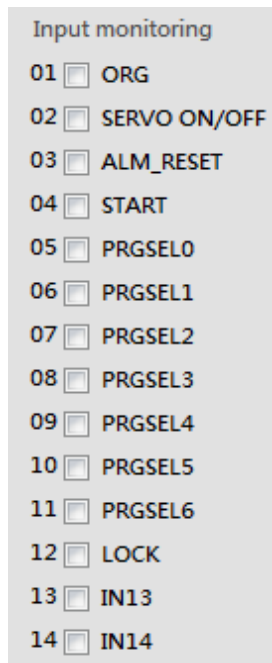 Input monitoring
01 ORG
02 SERVO ON/OFF
03 ALM_RESET
04 START
05 PRGSEL0
06 PRGSEL1
07 PRGSEL2
08 PRGSEL3
09 PRGSEL4
10 PRGSEL5
11 PRGSEL6
12 LOCK
13 IN13
14 IN14